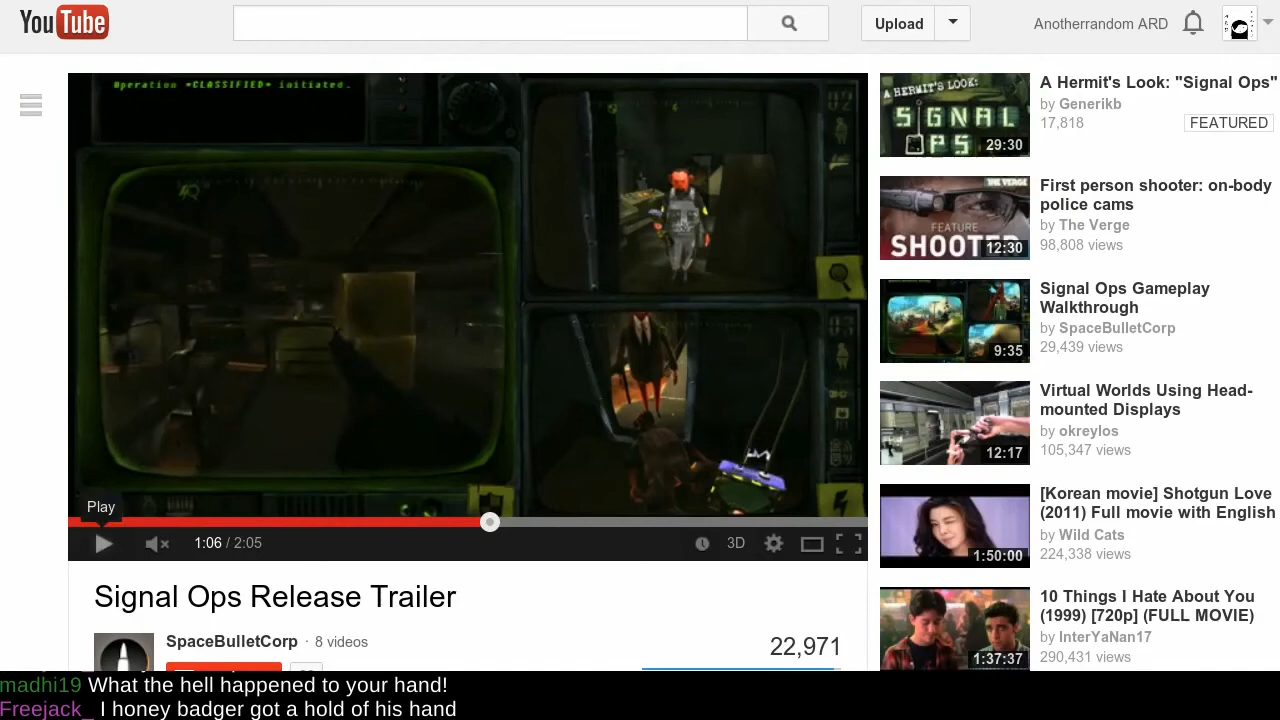 YouTube
Upload
Anotherrandom ARD
Operation *CLASSIFIED* initiated.
02
03
Play
1:06 / 2:05
3D
Signal Ops Release Trailer
SpaceBulletCorp · 8 videos
22,971
A HERMIT'S LOOK:
SIGNAL
OPS
29:30
A Hermit's Look: "Signal Ops"
by Generikb
17,818
FEATURED
THE VERGE
FEATURE
SHOOTER
12:30
First person shooter: on-body
police cams
by The Verge
98,808 views
9:35
Signal Ops Gameplay
Walkthrough
by SpaceBulletCorp
29,439 views
12:17
Virtual Worlds Using Head-
mounted Displays
by okreylos
105,347 views
1:50:00
[Korean movie] Shotgun Love
(2011) Full movie with English
by Wild Cats
224,338 views
1:37:37
10 Things I Hate About You
(1999) [720p] (FULL MOVIE)
by InterYaNan17
290,431 views
madhi19 What the hell happened to your hand!
Freejack_ I honey badger got a hold of his hand